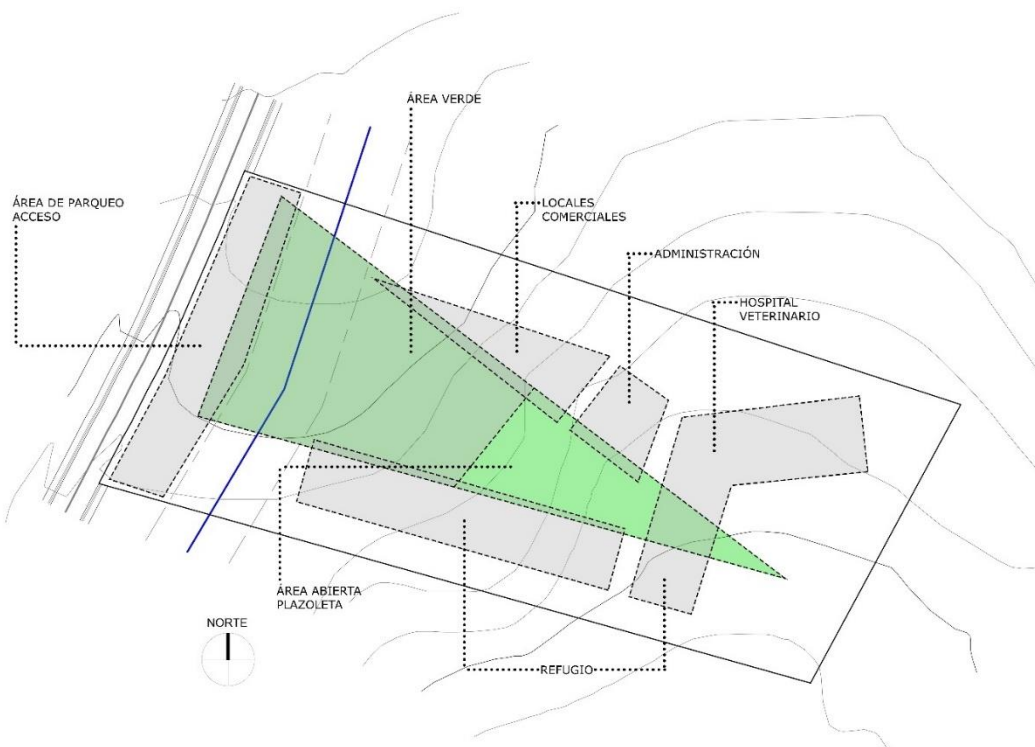 ÁREA VERDE
ÁREA DE PARQUEO
ACCESO
LOCALES
COMERCIALES
ADMINISTRACIÓN
HOSPITAL
VETERINARIO
ÁREA ABIERTA
PLAZOLETA
NORTE
REFUGIO